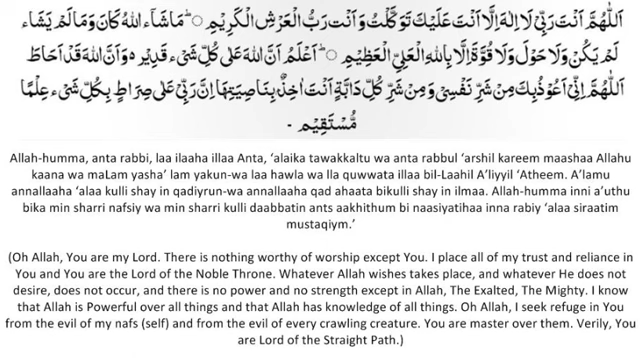 اَللّٰهُمَّ اَنْتَ رَبِّيْ لَا اِلٰهَ اِلَّا اَنْتَ عَلَيْكَ تَوَكَّلْتُ وَاَنْتَ رَبُّ الْعَرْشِ الْكَرِيْمِ ○ مَاشَآءَ اللهُ كَانَ وَمَا لَمْ يَشَاْء
لَمْ يَكُنْ وَلَا حَوْلَ وَلَا قُوَّةَ اِلَّا بِاللهِ الْعَلِيِّ الْعَظِيْمِ ○ اَعْلَمُ اَنَّ اللهَ عَلٰى كُلِّ شَيْءٍ قَدِيْرٌ ○ وَاَنَّ اللهَ قَدْ اَحَاطَ
اَللّٰهُمَّ اِنِّيْ اَعُوْذُبِكَ مِنْ شَرِّ نَفْسِيْ وَمِنْ شَرِّ كُلِّ دَابَّةٍ اَنْتَ اٰخِذٌ بِنَاصِيَتِهَا اِنَّ رَبِّيْ عَلٰى صِرَاطٍ بِكُلِّ شَيْءٍ عِلْمًا
مُّسْتَقِيْمٍ -
Allah-humma, anta rabbi, laa ilaaha illaa Anta, ‘alaika tawakkaltu wa anta rabbul ‘arshil kareem maashaa Allahu
kaana wa maLam yasha’ lam yakun-wa laa hawla wa lla quwwata illaa bil-Laahil A’liyyil ‘Atheem. A’lamu
annallaaha ‘alaa kulli shay in qadiyrun-wa annallaaha qad ahaata bikulli shay in ilmaa. Allah-humma inni a’uthu
bika min sharri nafsiy wa min sharri kulli daabbatin ants aakhithum bi naasiyatihaa inna rabiy ‘alaa siraatim
mustaqiym.’
(Oh Allah, You are my Lord. There is nothing worthy of worship except You. I place all of my trust and reliance in
You and You are the Lord of the Noble Throne. Whatever Allah wishes takes place, and whatever He does not
desire, does not occur, and there is no power and no strength except in Allah, The Exalted, The Mighty. I know
that Allah is Powerful over all things and that Allah has knowledge of all things. Oh Allah, I seek refuge in You
from the evil of my nafs (self) and from the evil of every crawling creature. You are master over them. Verily, You
are Lord of the Straight Path.)